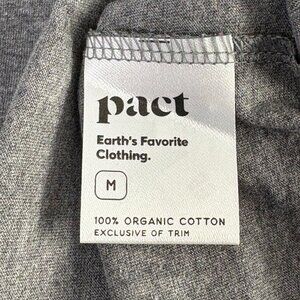 pact
Earth's Favorite
Clothing.
M
100% ORGANIC COTTON
EXCLUSIVE OF TRIM